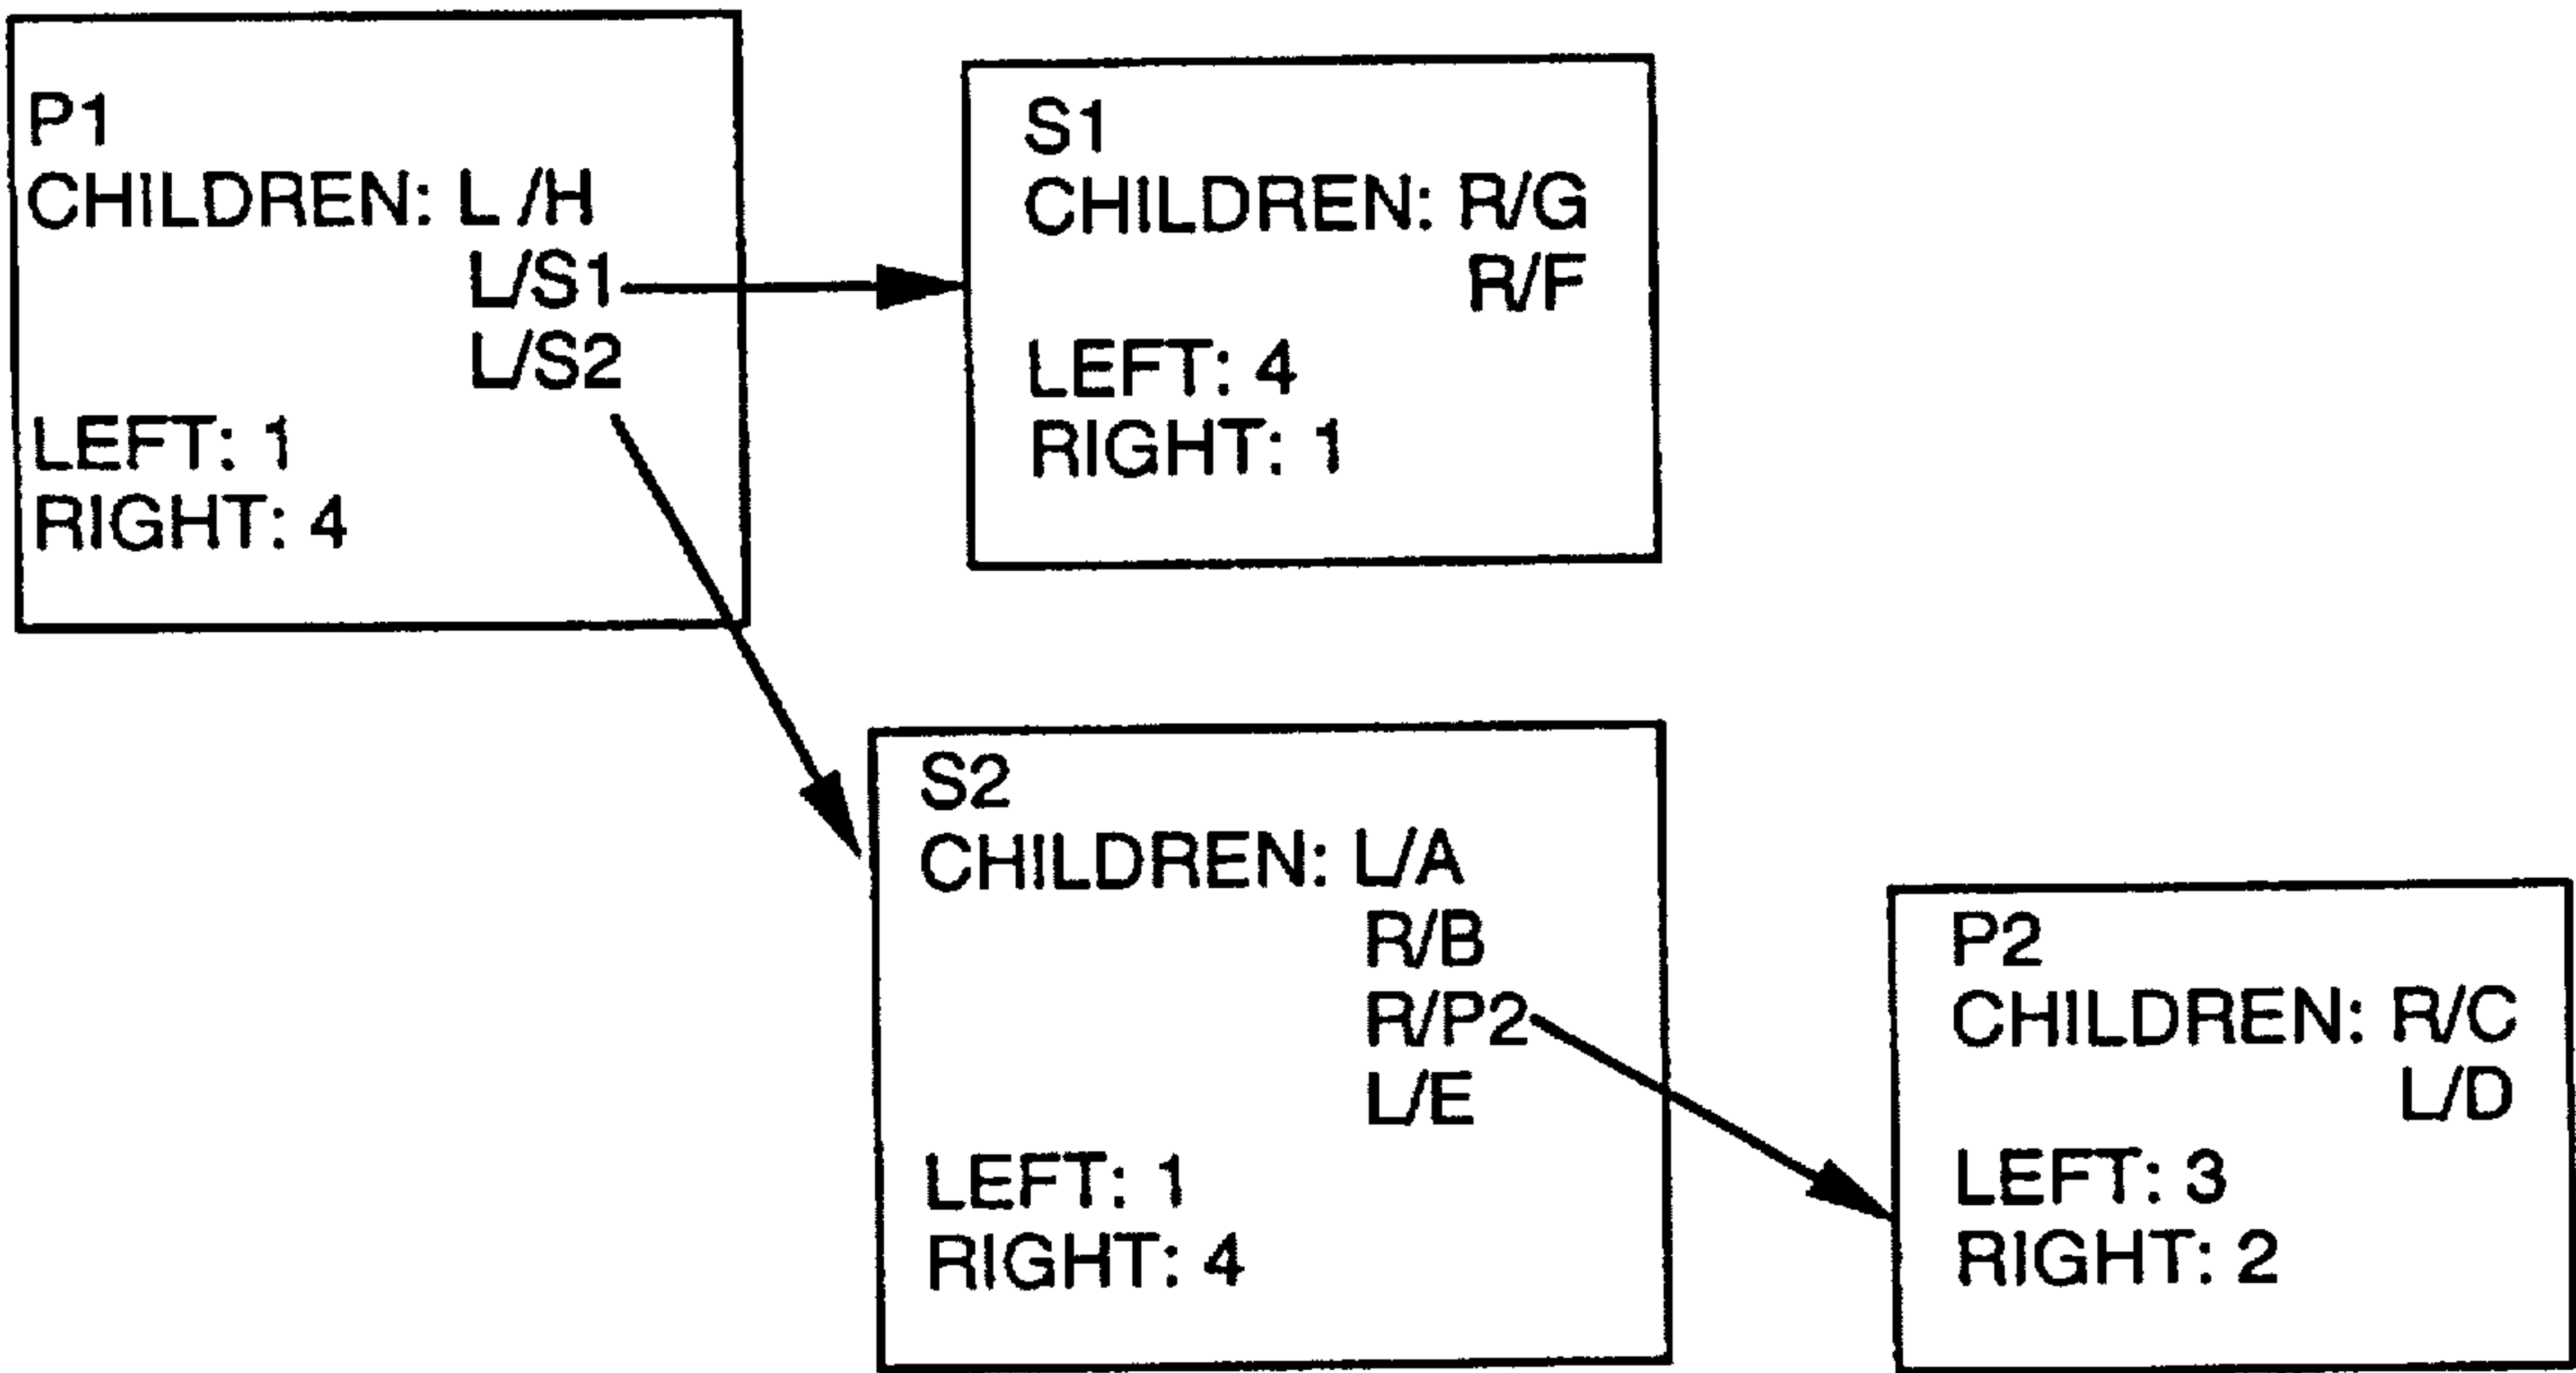 P1
CHILDREN: L /H
L/S1
L/S2
LEFT: 1
RIGHT: 4
S1
CHILDREN: R/G
R/F
LEFT: 4
RIGHT: 1
S2
CHILDREN: L/A
R/B
R/P2
L/E
LEFT: 1
RIGHT: 4
P2
CHILDREN: R/C
L/D
LEFT: 3
RIGHT: 2